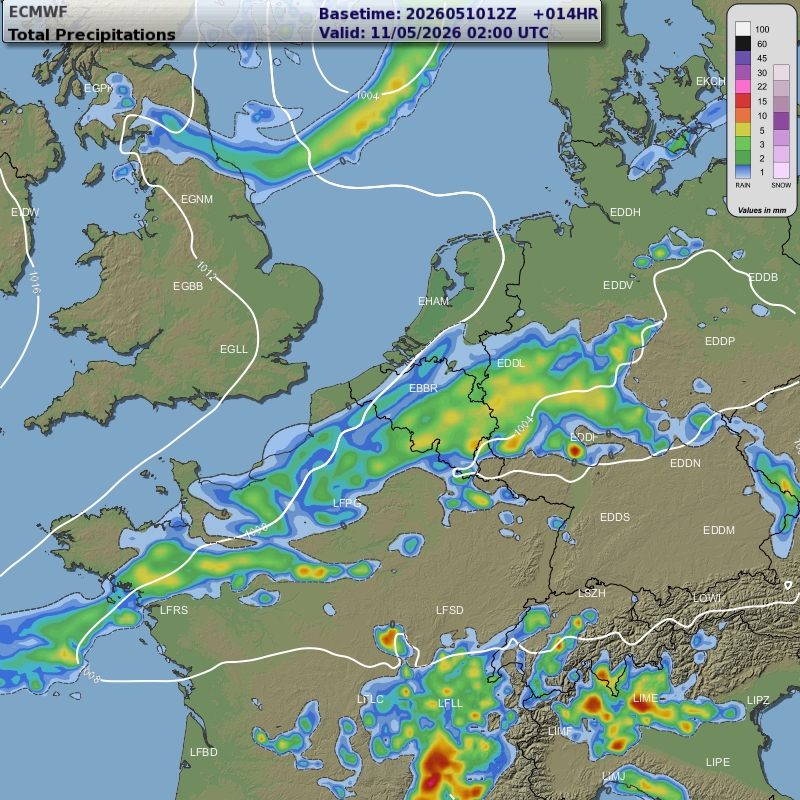 ECMWF
Basetime: 2026051012Z +014HR
Total Precipitations
Valid: 11/05/2026 02:00 UTC
100
60
45
30
22
15
10
5
3
2
1
RAIN SNOW
Values in mm
EGPK
EKCH
1004
EIDW
EGNM
EDDH
1012
1016
EGBB
EHAM
EDDV
EDDB
EGLL
EDDP
EDDL
EBBR
1004
EDDF
EDDN
LFPG
EDDS
EDDM
1008
LFRS
LFSD
LSZH
LOWI
1008
LFLC
LFLL
LIME
LIPZ
LIMF
LFBD
LIPE
LIMJ